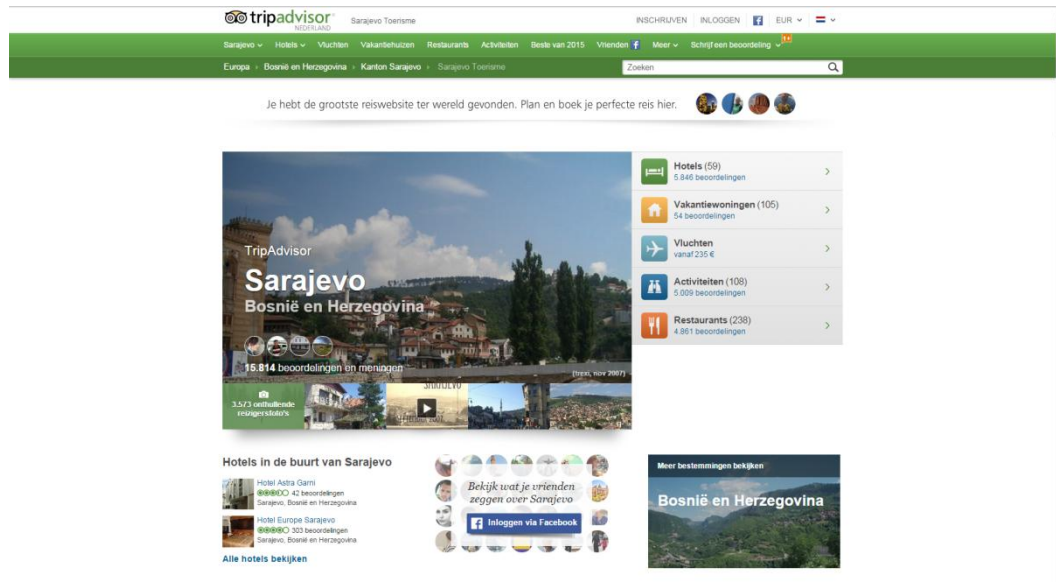 tripadvisor
NEDERLAND
Sarajevo Toerisme
INSCHRIJVEN INLOGGEN EUR
Sarajevo Hotels Vluchten Vakantiehuizen Restaurants Activiteiten Beste van 2015 Vrienden Meer Schrijf een beoordeling
Europa › Bosnië en Herzegovina › Kanton Sarajevo › Sarajevo Toerisme
Zoeken
Je hebt de grootste reiswebsite ter wereld gevonden. Plan en boek je perfecte reis hier.
TripAdvisor
Sarajevo
Bosnië en Herzegovina
15.814 beoordelingen en meningen
(trexi, nov 2007)
3.573 onthullende
reizigersfoto's
SARAJEVO
Hotels (59)
5.846 beoordelingen
Vakantiewoningen (105)
54 beoordelingen
Vluchten
vanaf 235 €
Activiteiten (108)
5.009 beoordelingen
Restaurants (238)
4.861 beoordelingen
Hotels in de buurt van Sarajevo
Hotel Astra Garni
42 beoordelingen
Sarajevo, Bosnië en Herzegovina
Hotel Europe Sarajevo
303 beoordelingen
Sarajevo, Bosnië en Herzegovina
Alle hotels bekijken
Bekijk wat je vrienden
zeggen over Sarajevo
Inloggen via Facebook
Meer bestemmingen bekijken
Bosnië en Herzegovina